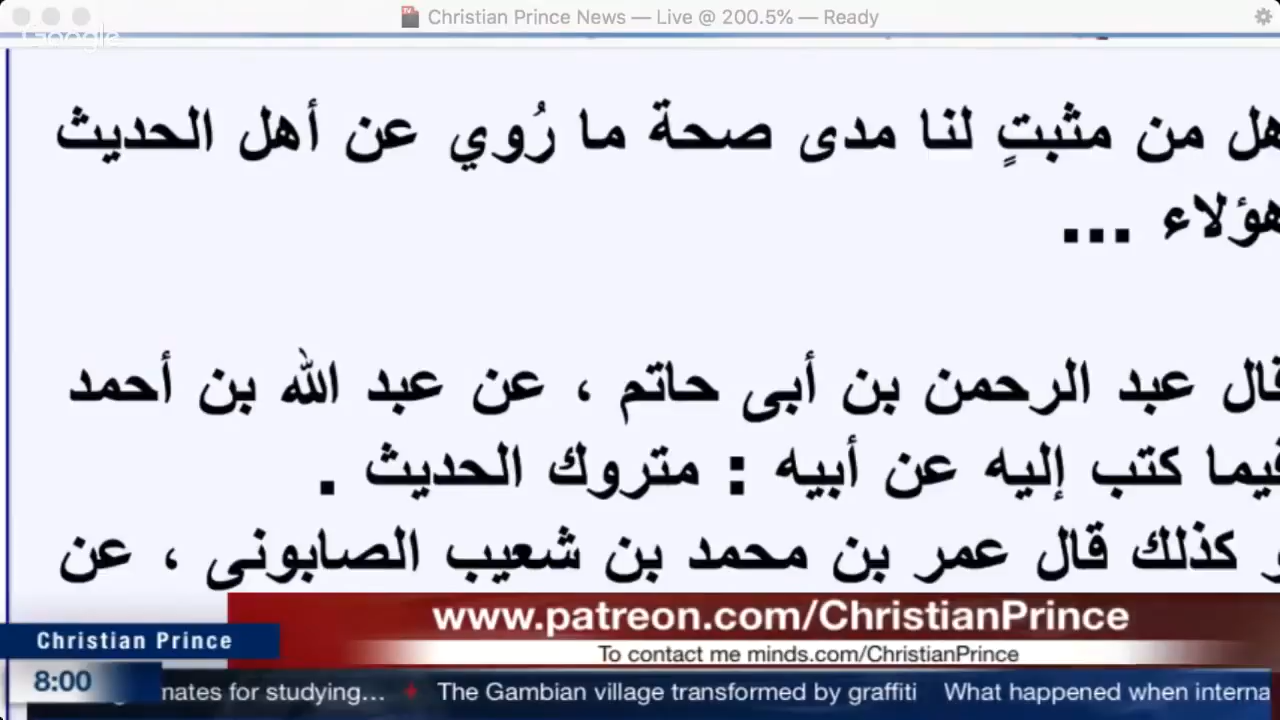 Christian Prince News — Live @ 200.5% — Ready
Google
هل من مثبتٍ لنا مدى صحة ما رُوي عن أهل الحديث
هؤلاء ...
قال عبد الرحمن بن أبى حاتم ، عن عبد الله بن أحمد
فيما كتب إليه عن أبيه : متروك الحديث .
و كذلك قال عمر بن محمد بن شعيب الصابونى ، عن
www.patreon.com/ChristianPrince
To contact me minds.com/ChristianPrince
Christian Prince
8:00
mates for studying... The Gambian village transformed by graffiti What happened when interna